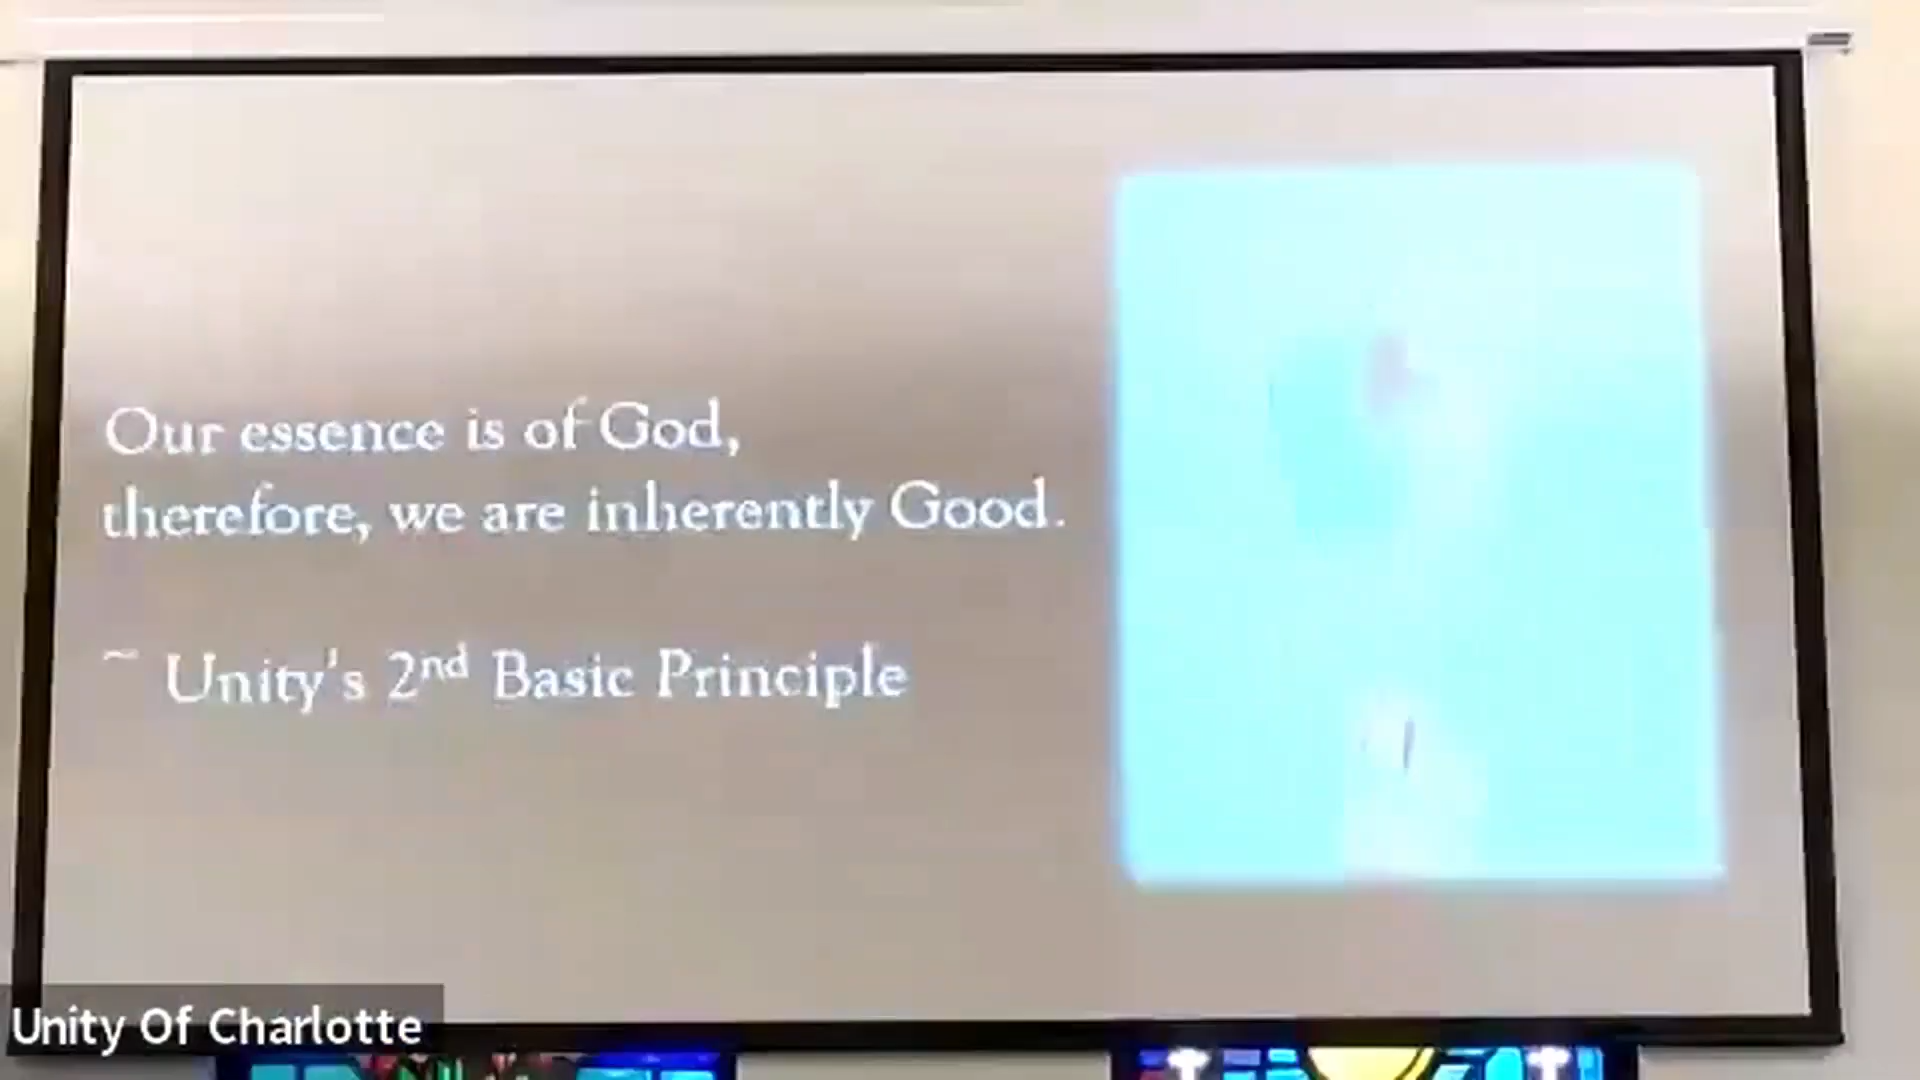 Our essence is of God,
therefore, we are inherently Good.
~ Unity's 2nd Basic Principle
Unity Of Charlotte